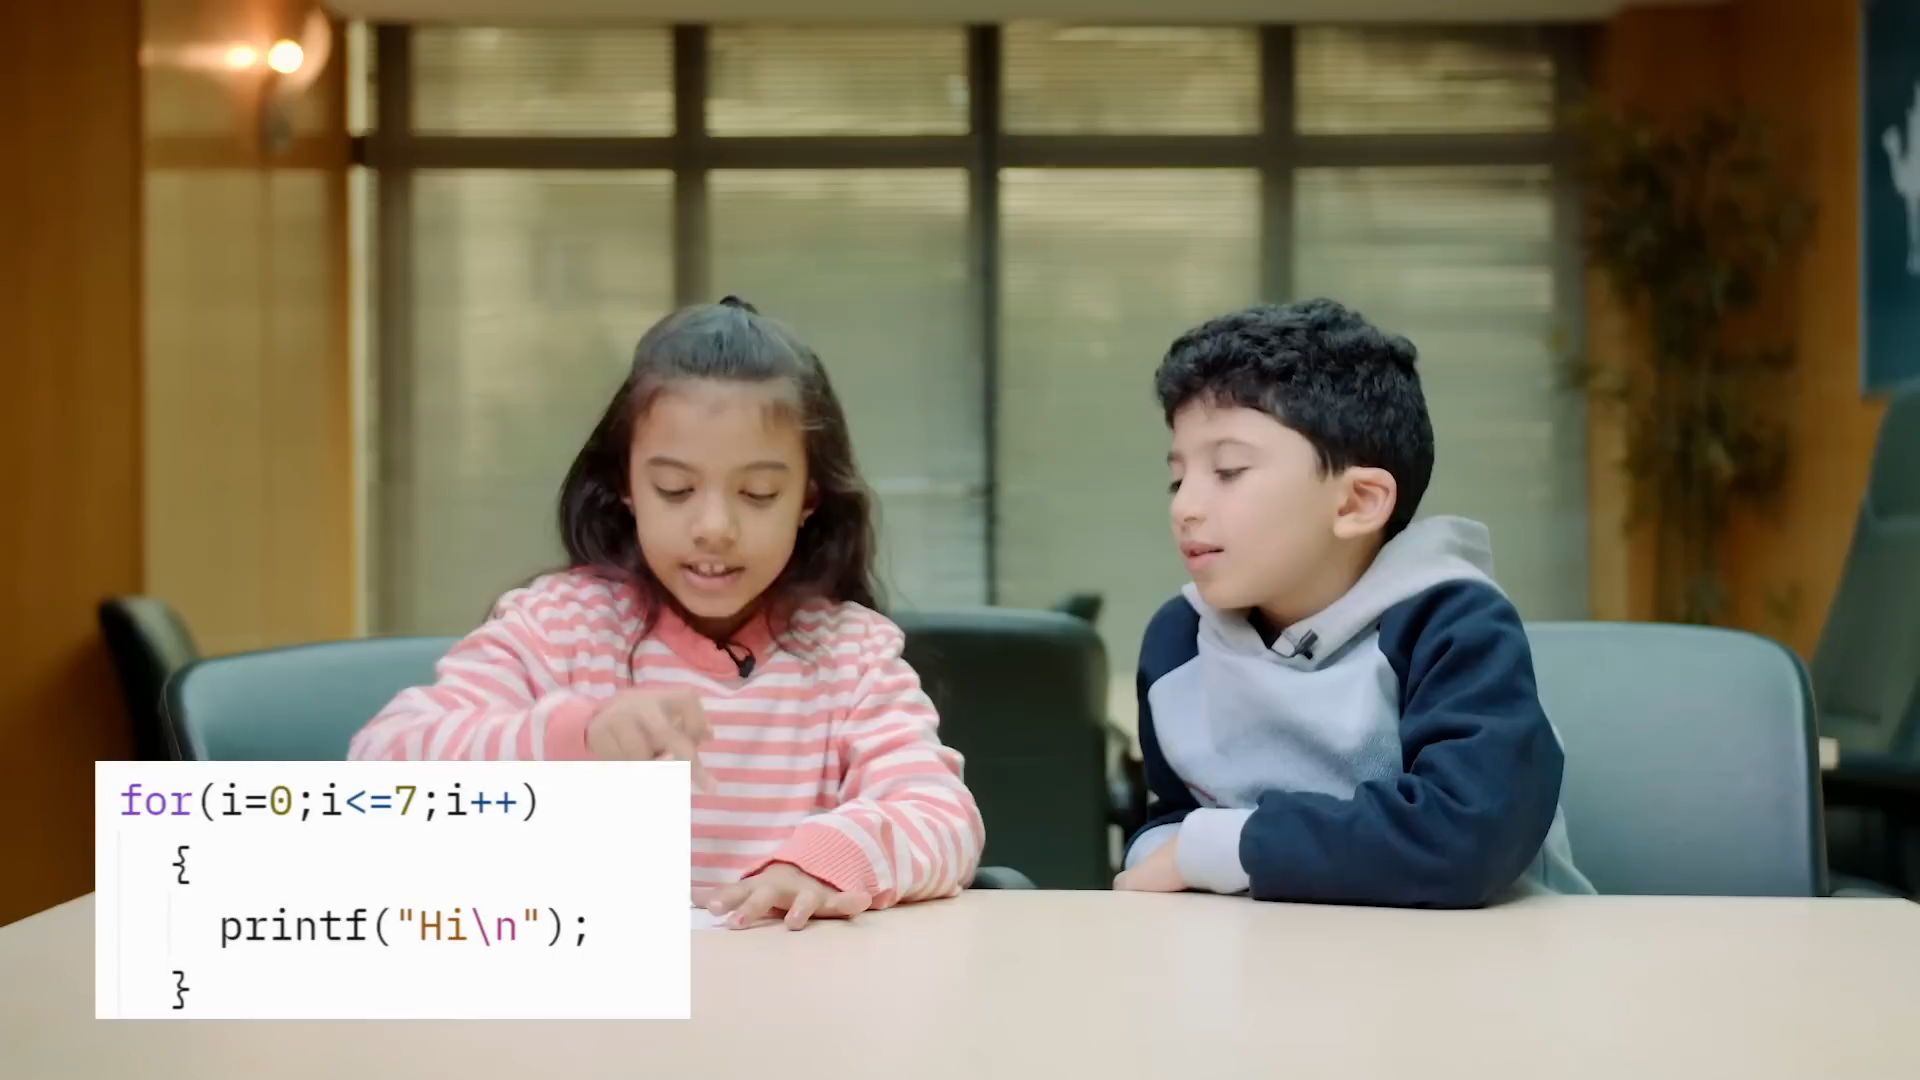 for(i=0;i<=7;i++)
{
printf("Hi\n");
}